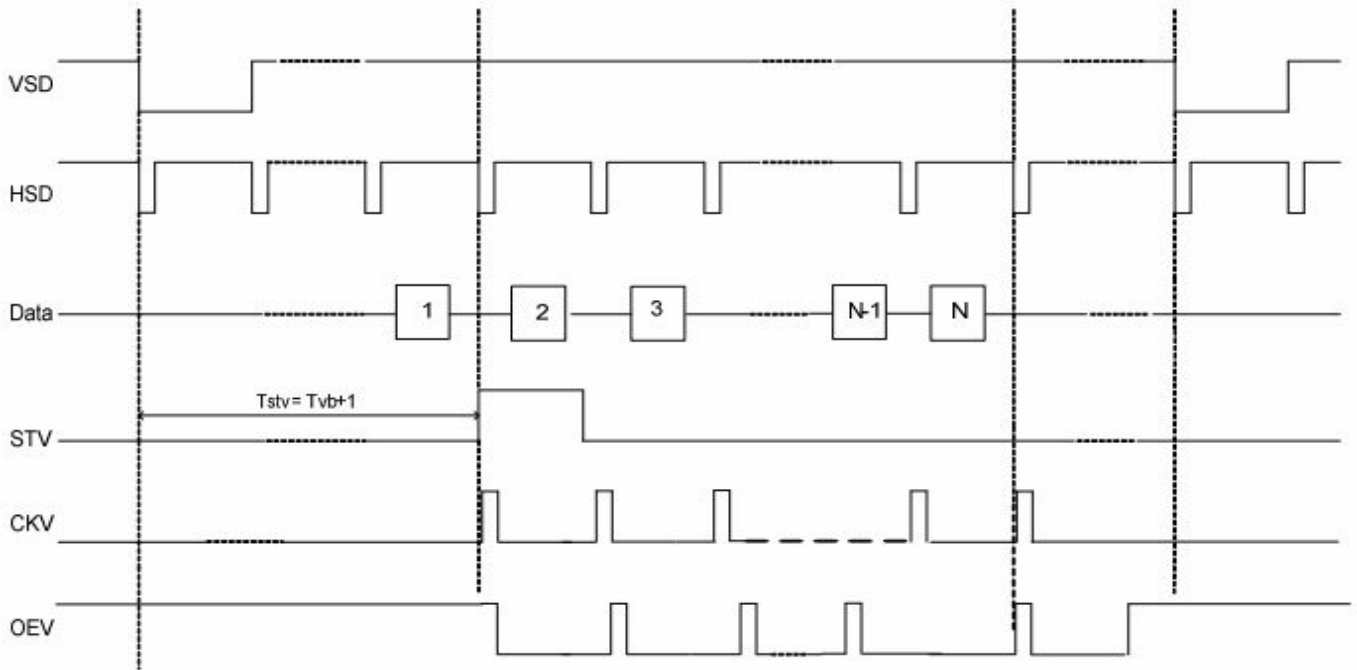 VSD
HSD
Data
1
2
3
N-1
N
Tstv= Tvb+1
STV
CKV
OEV